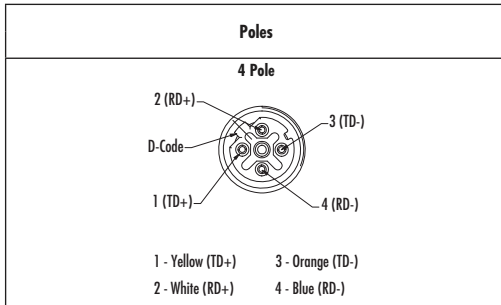 Poles
4 Pole
2 (RD+)
3 (TD-)
D-Code
1 (TD+)
4 (RD-)
1 - Yellow (TD+) 3 - Orange (TD-)
2 - White (RD+) 4 - Blue (RD-)